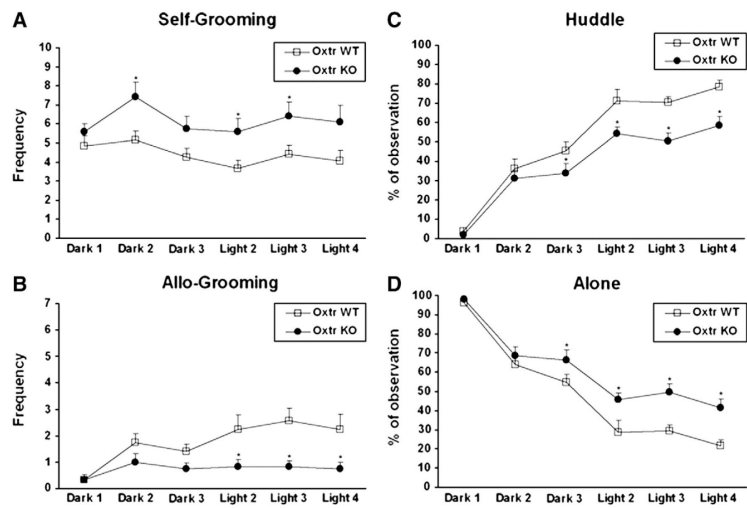 A
Self-Grooming
Oxtr WT
Oxtr KO
Frequency
10
9
8
7
6
5
4
3
2
1
0
* * *
Dark 1 Dark 2 Dark 3 Light 2 Light 3 Light 4
B
Allo-Grooming
Oxtr WT
Oxtr KO
Frequency
7
6
5
4
3
2
1
0
* * *
Dark 1 Dark 2 Dark 3 Light 2 Light 3 Light 4
C
Huddle
Oxtr WT
Oxtr KO
% of observation
100
90
80
70
60
50
40
30
20
10
0
* * * *
Dark 1 Dark 2 Dark 3 Light 2 Light 3 Light 4
D
Alone
Oxtr WT
Oxtr KO
% of observation
100
90
80
70
60
50
40
30
20
10
0
* * * *
Dark 1 Dark 2 Dark 3 Light 2 Light 3 Light 4